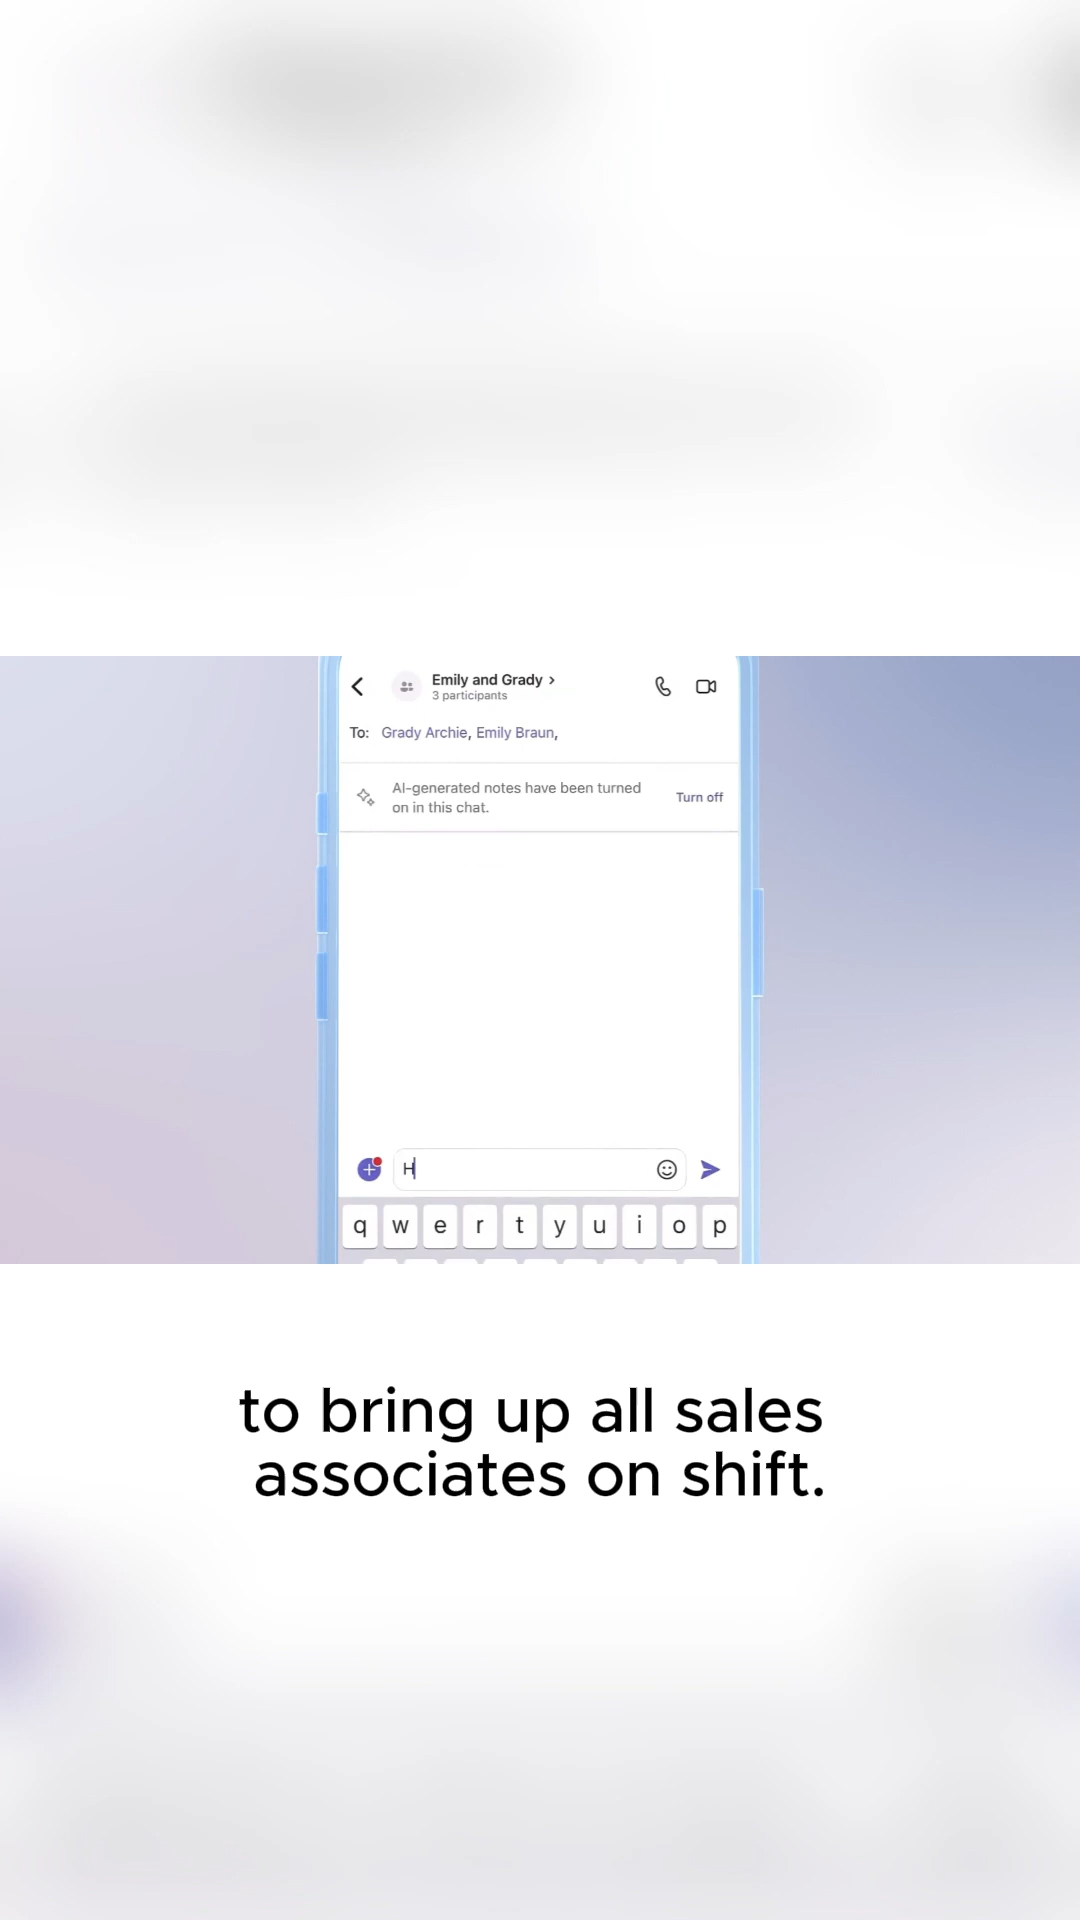 Emily and Grady >
3 participants
To: Grady Archie, Emily Braun,
AI-generated notes have been turned
on in this chat.
Turn off
H
q w e r t y u i o p
to bring up all sales
associates on shift.